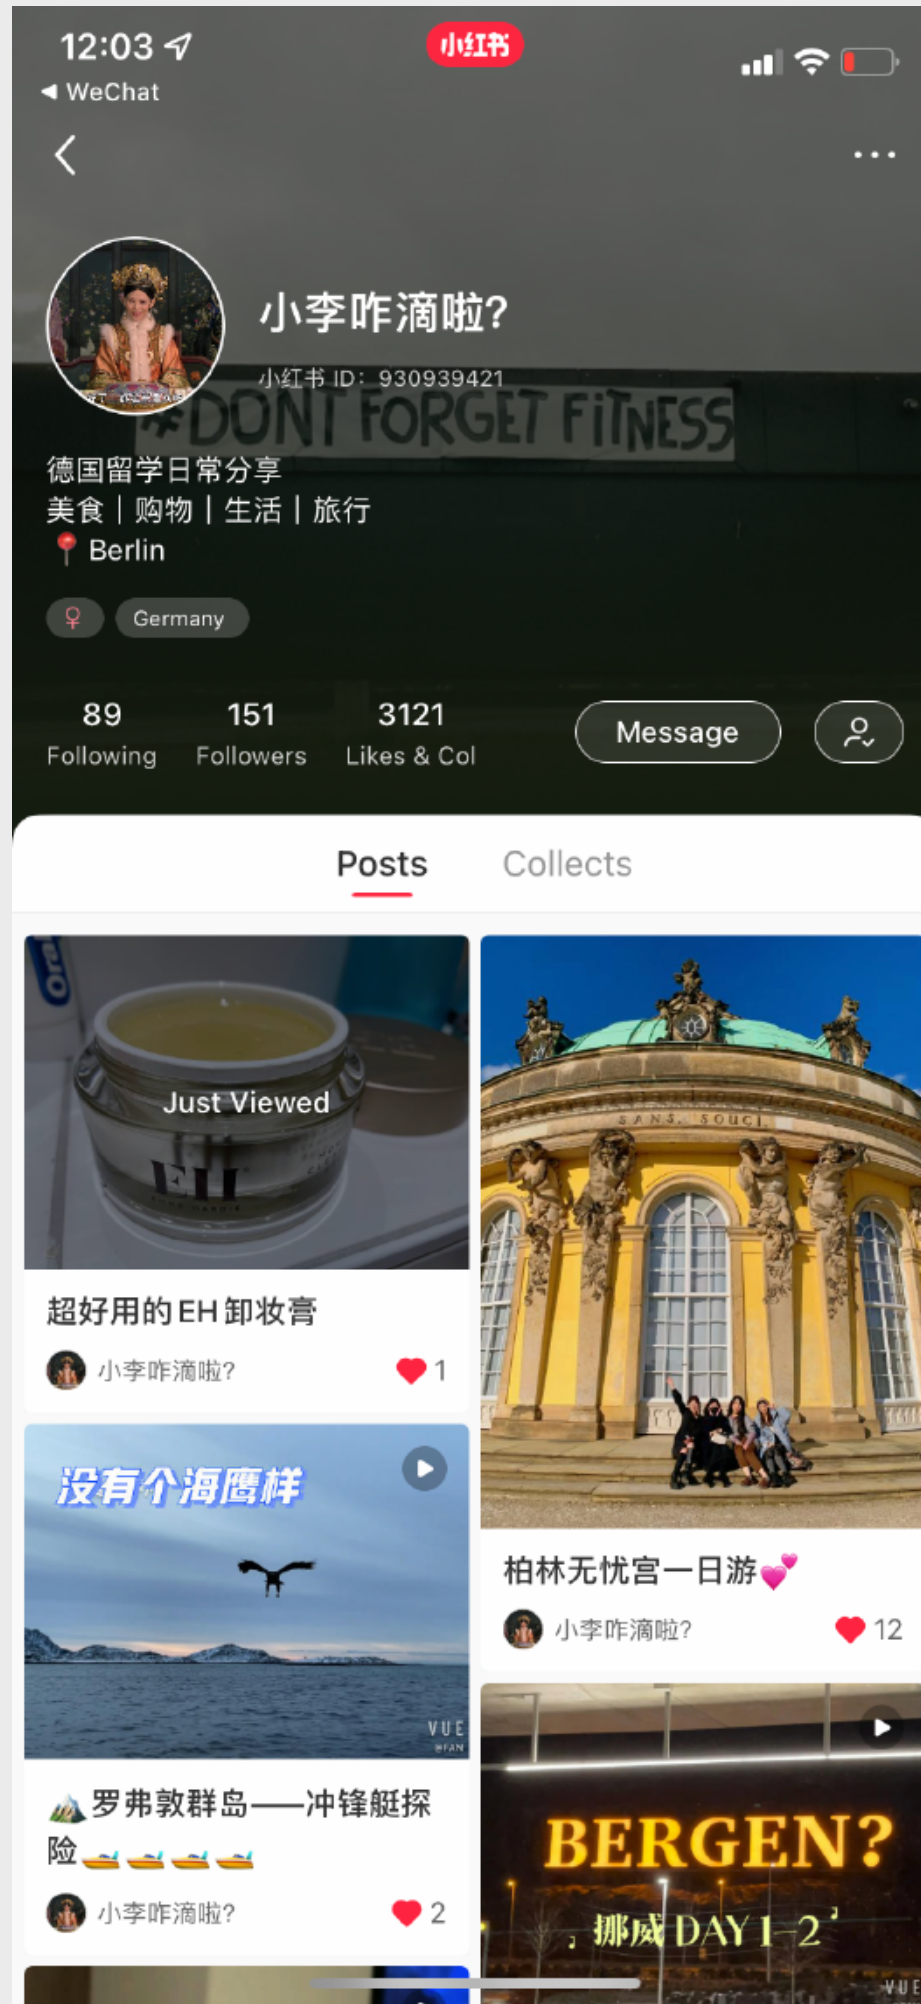 12:03
小红书
WeChat
小李咋滴啦?
小红书 ID: 930939421
#DONT FORGET FITNESS
德国留学日常分享
美食｜购物｜生活｜旅行
Berlin
♀ Germany
89 151 3121
Following Followers Likes & Col
Message
Posts Collects
Oral
Just Viewed
EH
超好用的EH卸妆膏
小李咋滴啦? 1
SANS, SOUCI.
柏林无忧宫一日游
小李咋滴啦? 12
没有个海鹰样
VUE
罗弗敦群岛——冲锋艇探
险
小李咋滴啦? 2
BERGEN?
挪威 DAY 1-2
VUE